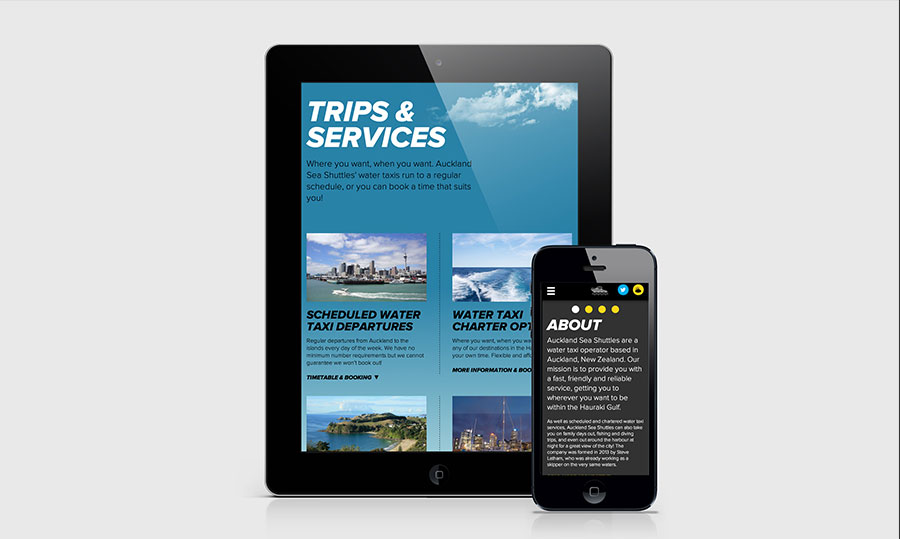 TRIPS &
SERVICES
Where you want, when you want. Auckland
Sea Shuttles' water taxis run to a regular
schedule, or you can book a time that suits
you!
SCHEDULED WATER
TAXI DEPARTURES
Regular departures from Auckland to the
islands every day of the week. We have no
minimum number requirements but we cannot
guarantee we won't book out!
TIMETABLE & BOOKING
WATER TAXI
CHARTER OPT
Where you want, when you want
any of our destinations in the H
your own time. Flexible and aff
MORE INFORMATION & BOO
ABOUT
Auckland Sea Shuttles are a
water taxi operator based in
Auckland, New Zealand. Our
mission is to provide you with
a fast, friendly and reliable
service, getting you to
wherever you want to be
within the Hauraki Gulf.
As well as scheduled and chartered water taxi
services, Auckland Sea Shuttles can also take
you on family days out, fishing and diving
trips, and even out around the harbour at
night for a great view of the city! The
company was formed in 2013 by Steve
Letham, who was already working as a
skipper on the very same waters.